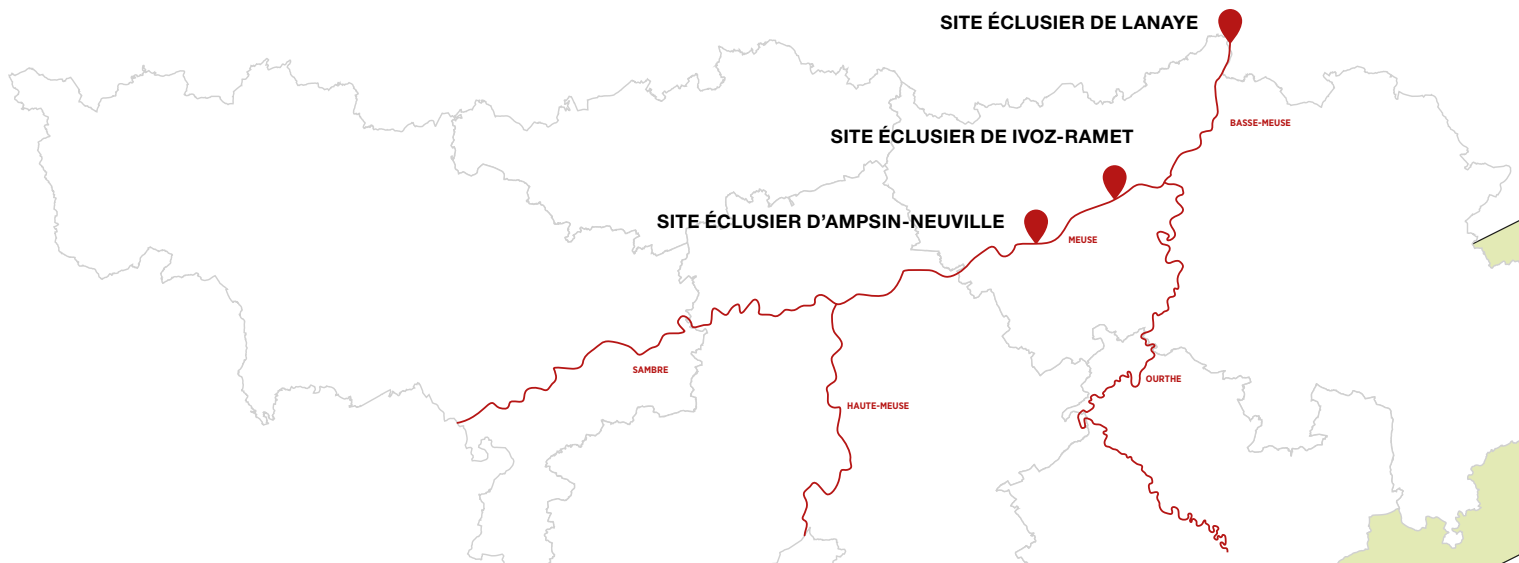 SITE ÉCLUSIER DE LANAYE
BASSE-MEUSE
SITE ÉCLUSIER DE IVOZ-RAMET
SITE ÉCLUSIER D’AMPSIN-NEUVILLE
MEUSE
SAMBRE
OURTHE
HAUTE-MEUSE